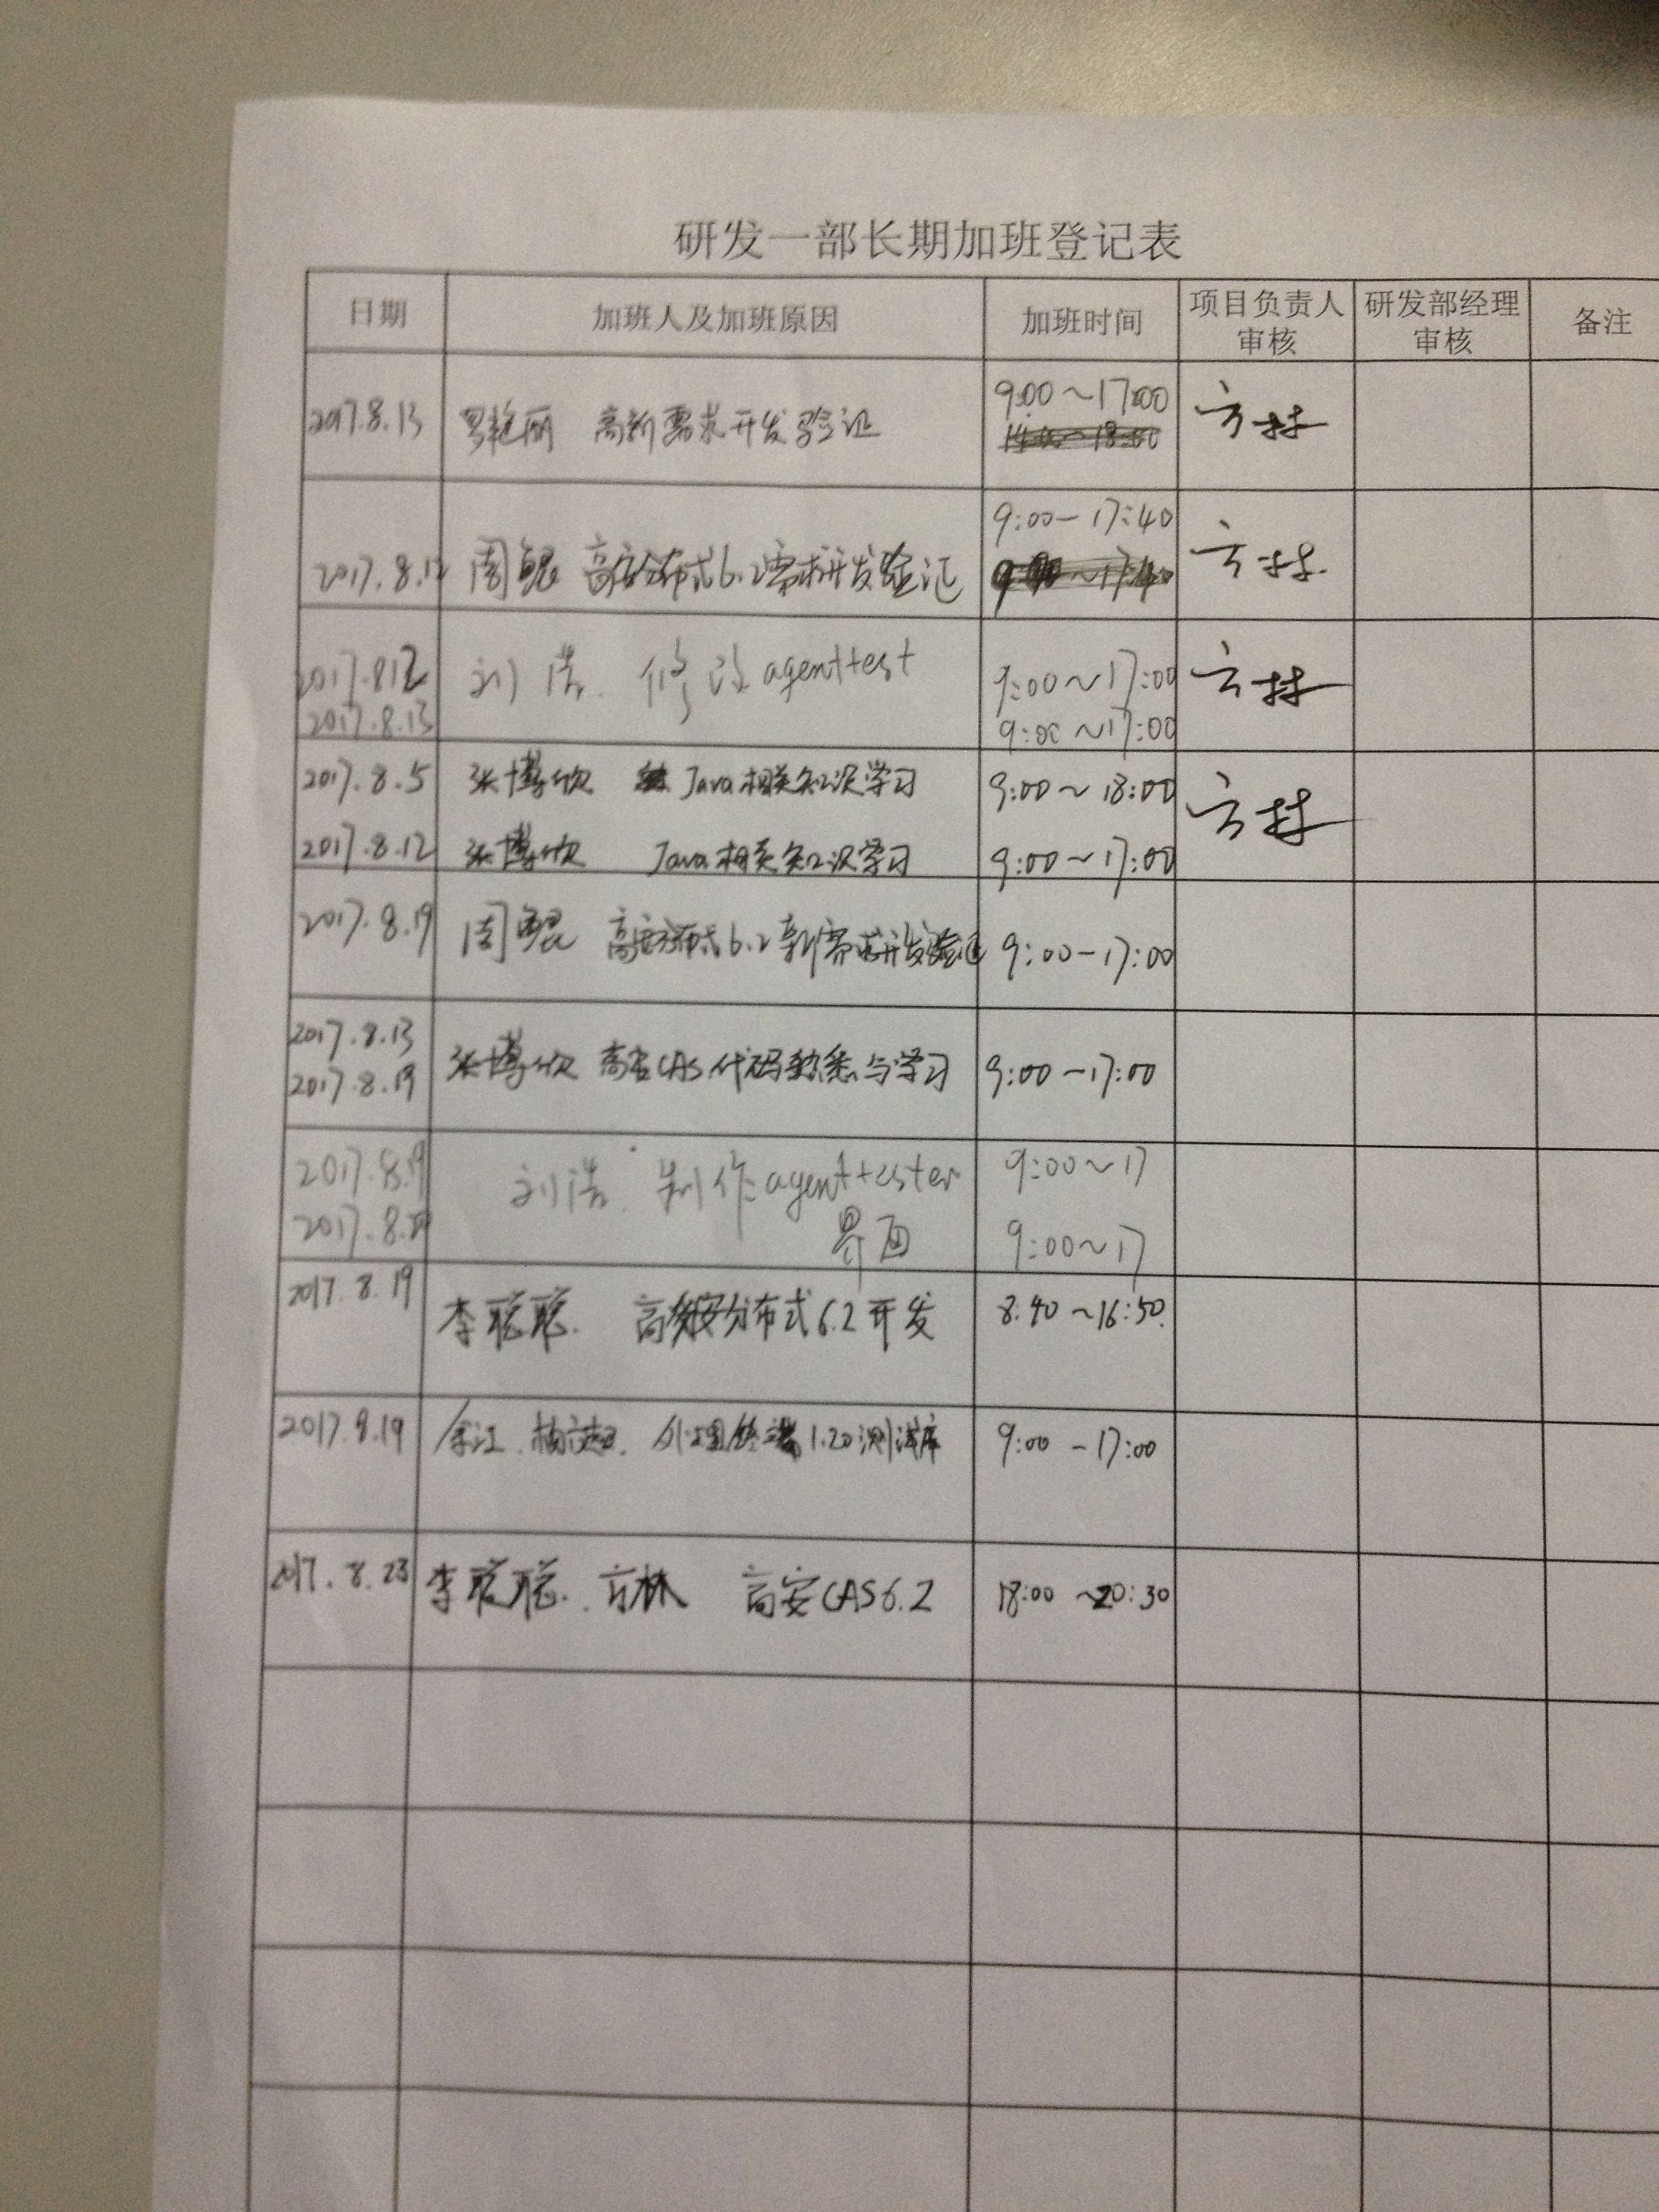 研发一部长期加班登记表
日期 加班人及加班原因 加班时间 项目负责人审核 研发部经理审核 备注
2017.8.13 罗艳丽 高新需求开发验证 9:00~17:00 方林
2017.8.12 周鲲 高安分布式6.2需求开发验证 9:00-17:40 方林
2017.8.12 刘浩 修改agenttest 9:00~17:00 方林
2017.8.13 9:00~17:00
2017.8.5 张博钦 Java相关知识学习 9:00~18:00 方林
2017.8.12 张博钦 Java相关知识学习 9:00~17:00
2017.8.19 周鲲 高安分布式6.2新需求开发验证 9:00-17:00
2017.8.13
2017.8.19 张博钦 高安CAS代码熟悉与学习 9:00-17:00
2017.8.19 刘浩 制作agenttester 9:00~17
2017.8. 界面 9:00~17
2017.8.19 李聪聪. 高安分布式6.2开发 8:40~16:50
2017.8.19 余江 处理终端1.20测试库 9:00-17:00
2017.8.23 李聪聪. 方林 高安CAS6.2 18:00~20:30